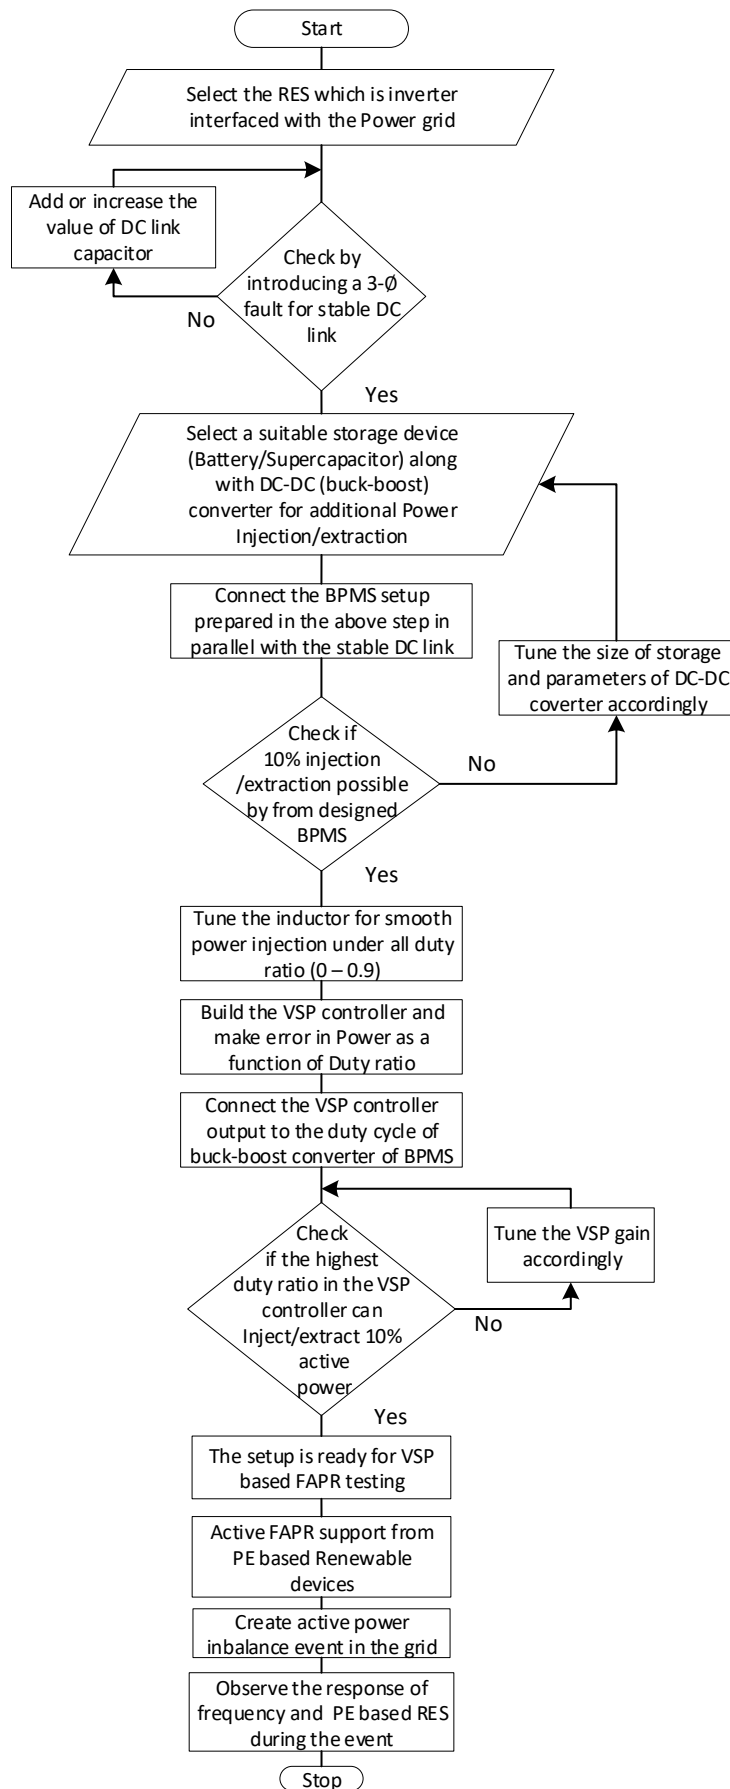 Start
Select the RES which is inverter
interfaced with the Power grid
Add or increase the
value of DC link
capacitor
Check by
introducing a 3-Ø
fault for stable DC
link
No
Yes
Select a suitable storage device
(Battery/Supercapacitor) along
with DC-DC (buck-boost)
converter for additional Power
Injection/extraction
Connect the BPMS setup
prepared in the above step in
parallel with the stable DC link
Tune the size of storage
and parameters of DC-DC
coverter accordingly
Check if
10% injection
/extraction possible
by from designed
BPMS
No
Yes
Tune the inductor for smooth
power injection under all duty
ratio (0 – 0.9)
Build the VSP controller and
make error in Power as a
function of Duty ratio
Connect the VSP controller
output to the duty cycle of
buck-boost converter of BPMS
Tune the VSP gain
accordingly
Check
if the highest
duty ratio in the VSP
controller can
Inject/extract 10%
active
power
No
Yes
The setup is ready for VSP
based FAPR testing
Active FAPR support from
PE based Renewable
devices
Create active power
inbalance event in the grid
Observe the response of
frequency and PE based RES
during the event
Stop